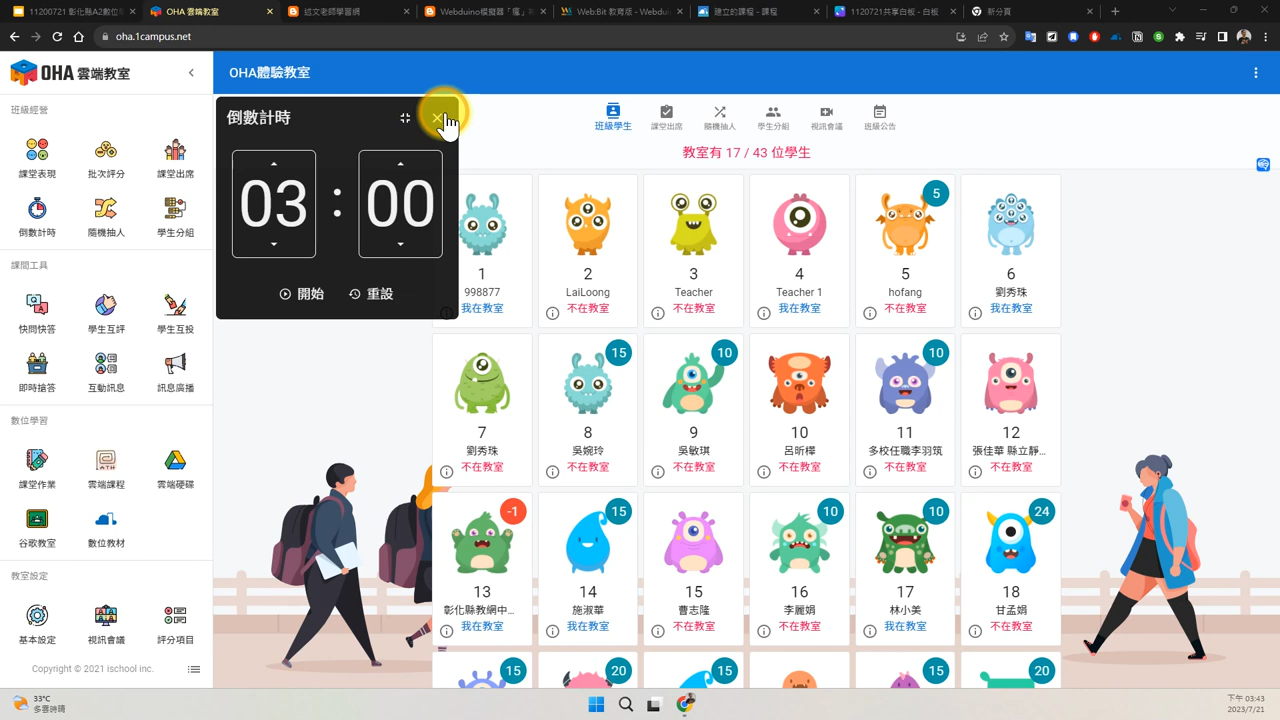 11200721 彰化縣A2數位
OHA 雲端教室
述文老師學習網
Webduino模擬器「瘋」
Web:Bit 教育版 - Webdui
建立的課程 - 課程
1120721共享白板 - 白板
新分頁
oha.1campus.net
OHA 雲端教室
OHA體驗教室
班級經營
課堂表現
批次評分
課堂出席
倒數計時
隨機抽人
學生分組
課間工具
快問快答
學生互評
學生互投
即時搶答
互動訊息
訊息廣播
數位學習
課堂作業
雲端課程
雲端硬碟
谷歌教室
數位教材
教室設定
基本設定
視訊會議
評分項目
Copyright © 2021 ischool inc.
倒數計時
03 : 00
開始 重設
班級學生 課堂出席 隨機抽人 學生分組 視訊會議 班級公告
教室有 17 / 43 位學生
5
1 2 3 4 5 6
998877 LaiLoong Teacher Teacher 1 hofang 劉秀珠
我在教室 不在教室 不在教室 我在教室 不在教室 我在教室
15 10 10
7 8 9 10 11 12
劉秀珠 吳婉玲 吳敏琪 呂昕樺 多校任職李羽筑 張佳華 縣立靜...
不在教室 不在教室 不在教室 不在教室 不在教室 不在教室
-1 15 10 10 24
13 14 15 16 17 18
彰化縣教網中... 施淑華 曹志隆 李麗娟 林小美 甘孟娟
我在教室 我在教室 不在教室 不在教室 我在教室 不在教室
15 20 15 15 20
33°C
多雲時晴
下午 03:43
2023/7/21